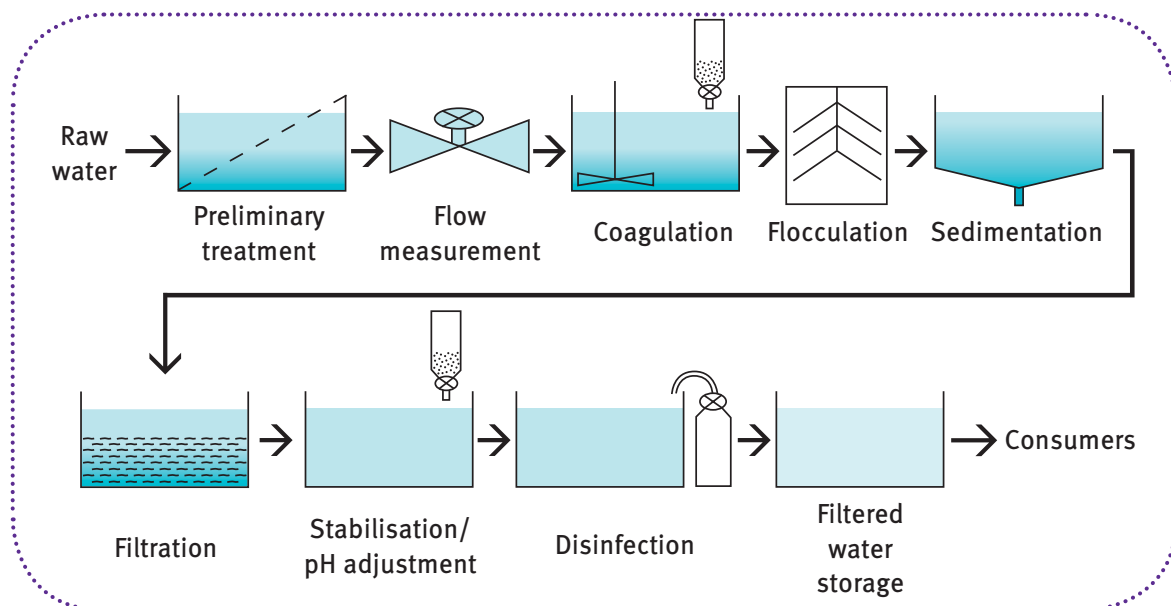 Raw
water
Preliminary
treatment
Flow
measurement
Coagulation
Flocculation
Sedimentation
Filtration
Stabilisation/
pH adjustment
Disinfection
Filtered
water
storage
Consumers